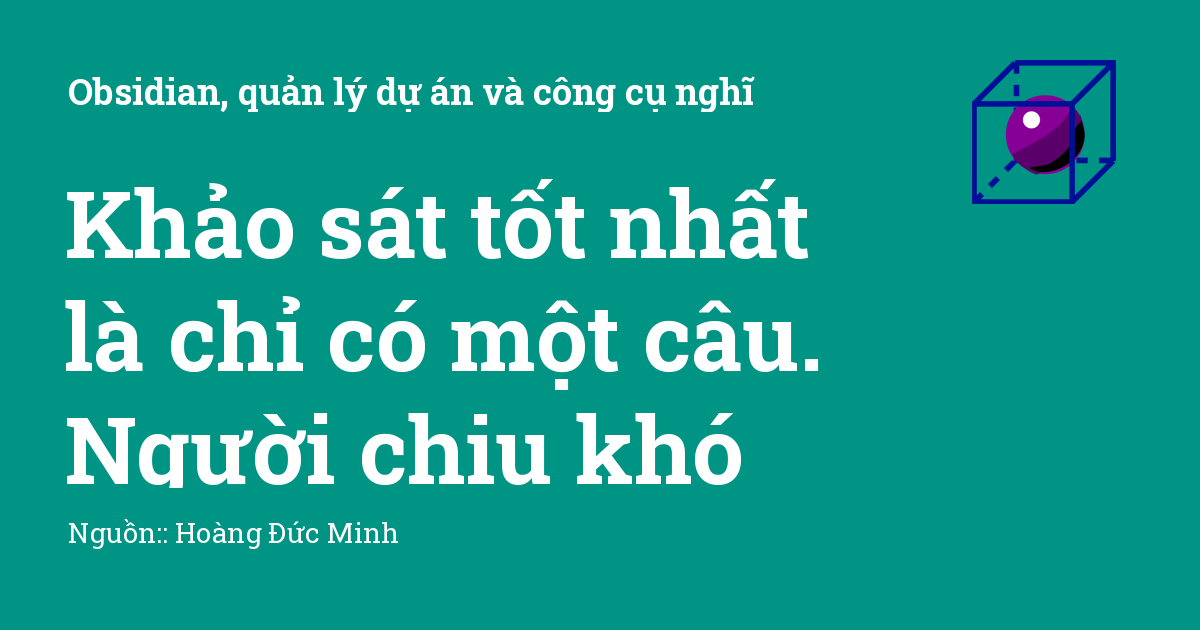 Obsidian, quản lý dự án và công cụ nghĩ
Khảo sát tốt nhất
là chỉ có một câu.
Người chịu khó
Nguồn:: Hoàng Đức Minh